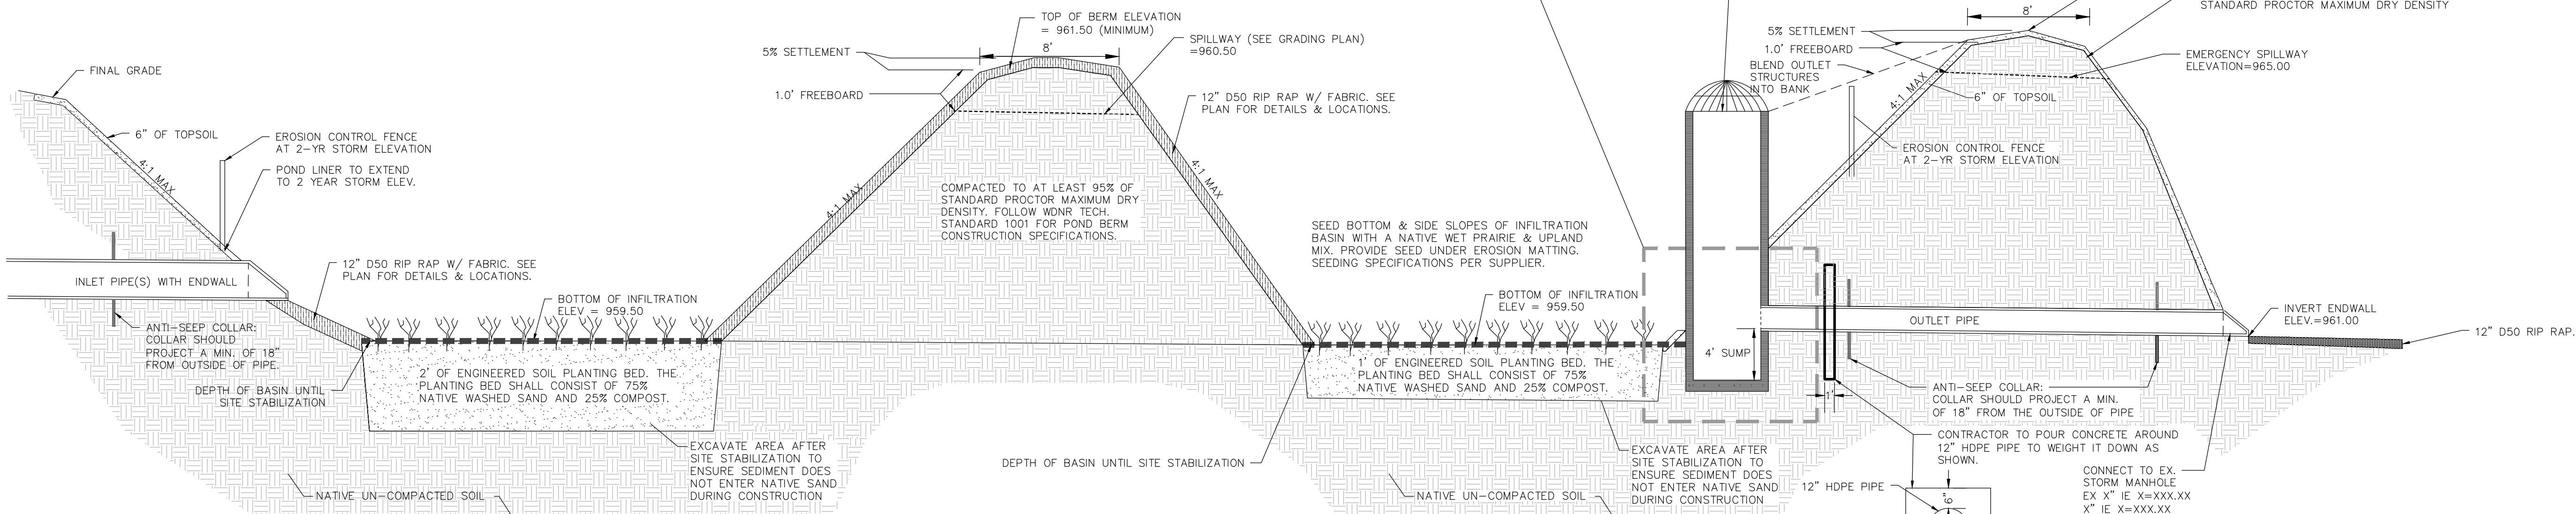 FINAL GRADE
6" OF TOPSOIL
4:1 MAX
EROSION CONTROL FENCE
AT 2-YR STORM ELEVATION
POND LINER TO EXTEND
TO 2 YEAR STORM ELEV.
INLET PIPE(S) WITH ENDWALL
12" D50 RIP RAP W/ FABRIC. SEE
PLAN FOR DETAILS & LOCATIONS.
ANTI-SEEP COLLAR:
COLLAR SHOULD
PROJECT A MIN. OF 18"
FROM OUTSIDE OF PIPE.
DEPTH OF BASIN UNTIL
SITE STABILIZATION
BOTTOM OF INFILTRATION
ELEV = 959.50
2' OF ENGINEERED SOIL PLANTING BED. THE
PLANTING BED SHALL CONSIST OF 75%
NATIVE WASHED SAND AND 25% COMPOST.
NATIVE UN-COMPACTED SOIL
EXCAVATE AREA AFTER
SITE STABILIZATION TO
ENSURE SEDIMENT DOES
NOT ENTER NATIVE SAND
DURING CONSTRUCTION
TOP OF BERM ELEVATION
= 961.50 (MINIMUM)
5% SETTLEMENT
8'
SPILLWAY (SEE GRADING PLAN)
=960.50
1.0' FREEBOARD
12" D50 RIP RAP W/ FABRIC. SEE
PLAN FOR DETAILS & LOCATIONS.
4:1 MAX
4:1 MAX
COMPACTED TO AT LEAST 95% OF
STANDARD PROCTOR MAXIMUM DRY
DENSITY. FOLLOW WDNR TECH.
STANDARD 1001 FOR POND BERM
CONSTRUCTION SPECIFICATIONS.
SEED BOTTOM & SIDE SLOPES OF INFILTRATION
BASIN WITH A NATIVE WET PRAIRIE & UPLAND
MIX. PROVIDE SEED UNDER EROSION MATTING.
SEEDING SPECIFICATIONS PER SUPPLIER.
BOTTOM OF INFILTRATION
ELEV = 959.50
1' OF ENGINEERED SOIL PLANTING BED. THE
PLANTING BED SHALL CONSIST OF 75%
NATIVE WASHED SAND AND 25% COMPOST.
DEPTH OF BASIN UNTIL SITE STABILIZATION
NATIVE UN-COMPACTED SOIL
EXCAVATE AREA AFTER
SITE STABILIZATION TO
ENSURE SEDIMENT DOES
NOT ENTER NATIVE SAND
DURING CONSTRUCTION
4' SUMP
STANDARD PROCTOR MAXIMUM DRY DENSITY
8'
5% SETTLEMENT
1.0' FREEBOARD
BLEND OUTLET
STRUCTURES
INTO BANK
4:1 MAX
6" OF TOPSOIL
EMERGENCY SPILLWAY
ELEVATION=965.00
EROSION CONTROL FENCE
AT 2-YR STORM ELEVATION
OUTLET PIPE
INVERT ENDWALL
ELEV.=961.00
12" D50 RIP RAP.
1'
ANTI-SEEP COLLAR:
COLLAR SHOULD PROJECT A MIN.
OF 18" FROM THE OUTSIDE OF PIPE
CONTRACTOR TO POUR CONCRETE AROUND
12" HDPE PIPE TO WEIGHT IT DOWN AS
SHOWN.
12" HDPE PIPE
6"
CONNECT TO EX.
STORM MANHOLE
EX X" IE X=XXX.XX
X" IE X=XXX.XX